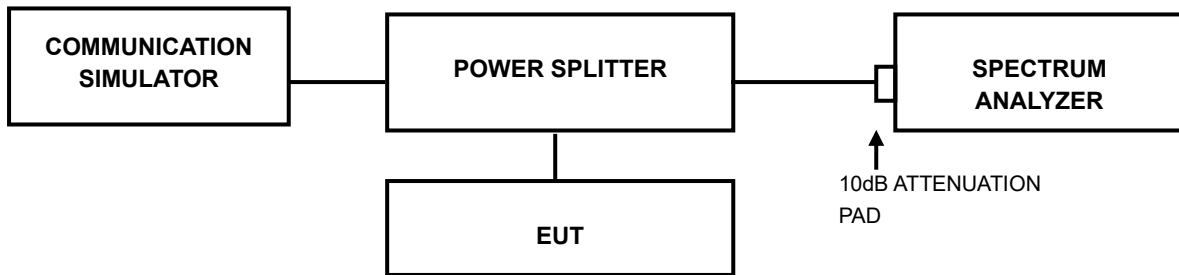 COMMUNICATION
SIMULATOR
POWER SPLITTER
SPECTRUM
ANALYZER
10dB ATTENUATION
PAD
EUT